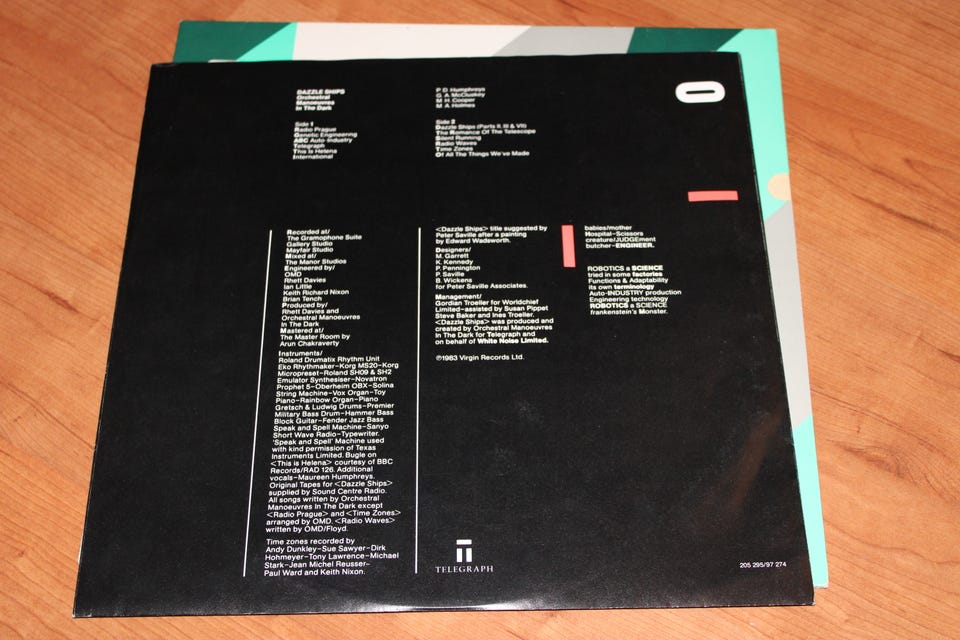 DAZZLE SHIPS
Orchestral
Manoeuvres
In The Dark
Side 1
Radio Prague
Genetic Engineering
ABC Auto-Industry
Telegraph
This is Helena
International
P. D. Humphreys
G. A. McCluskey
M. H. Cooper
M. A. Holmes
Side 2
Dazzle Ships (Parts II, III & VII)
The Romance Of The Telescope
Silent Running
Radio Waves
Time Zones
Of All The Things We've Made
O
Recorded at/
The Gramophone Suite
Gallery Studio
Mayfair Studio
Mixed at/
The Manor Studios
Engineered by/
OMD
Rhett Davies
Ian Little
Keith Richard Nixon
Brian Tench
Produced by/
Rhett Davies and
Orchestral Manoeuvres
In The Dark
Mastered at/
The Master Room by
Arun Chakraverty
Instruments/
Roland Drumatix Rhythm Unit
Eko Rhythmaker–Korg MS20–Korg
Micropreset–Roland SH09 & SH2
Emulator Synthesiser–Novatron
Prophet 5–Oberheim OBX–Solina
String Machine–Vox Organ–Toy
Piano–Rainbow Organ–Piano
Gretsch & Ludwig Drums–Premier
Military Bass Drum–Hammer Bass
Block Guitar–Fender Jazz Bass
Speak and Spell Machine–Sanyo
Short Wave Radio–Typewriter.
'Speak and Spell' Machine used
with kind permission of Texas
Instruments Limited. Bugle on
<This is Helena> courtesy of BBC
Records/RAD 126. Additional
vocals–Maureen Humphreys.
Original Tapes for <Dazzle Ships>
supplied by Sound Centre Radio.
All songs written by Orchestral
Manoeuvres In The Dark except
<Radio Prague> and <Time Zones>
arranged by OMD. <Radio Waves>
written by OMD/Floyd.
Time zones recorded by
Andy Dunkley–Sue Sawyer–Dirk
Hohmeyer–Tony Lawrence–Michael
Stark–Jean Michel Reusser–
Paul Ward and Keith Nixon.
<Dazzle Ships> title suggested by
Peter Saville after a painting
by Edward Wadsworth.
Designers/
M. Garrett
K. Kennedy
P. Pennington
P. Saville
B. Wickens
for Peter Saville Associates.
Management/
Gordian Troeller for Worldchief
Limited–assisted by Susan Pippet
Steve Baker and Ines Troeller.
<Dazzle Ships> was produced and
created by Orchestral Manoeuvres
In The Dark for Telegraph and
on behalf of White Noise Limited.
℗1983 Virgin Records Ltd.
babies/mother
Hospital–Scissors
creature/JUDGEment
butcher–ENGINEER.
ROBOTICS a SCIENCE
tried in some factories
Functions & Adaptability
its own terminology
Auto-INDUSTRY production
Engineering technology
ROBOTICS a SCIENCE
frankenstein's Monster.
TELEGRAPH
205 295/97 274